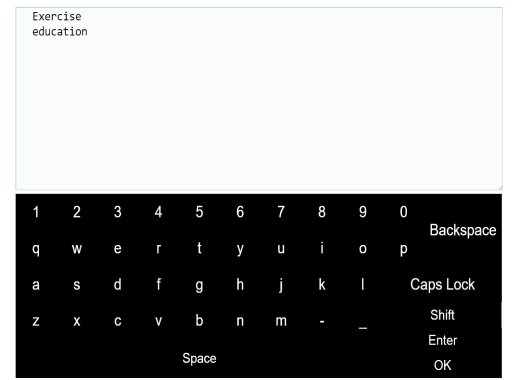 Exercise
education
1 2 3 4 5 6 7 8 9 0
Backspace
q w e r t y u i o p
a s d f g h j k l Caps Lock
z x c v b n m - _ Shift
Enter
Space
OK